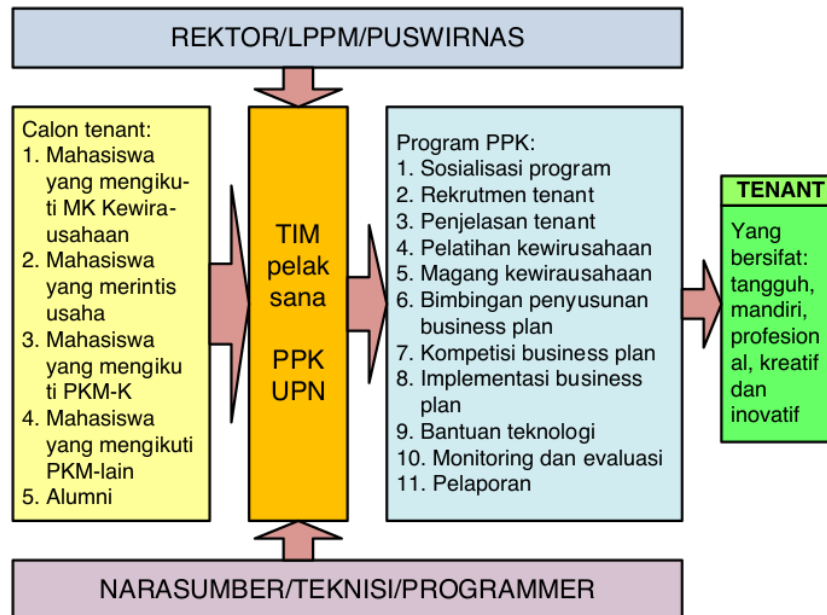 REKTOR/LPPM/PUSWIRNAS
Calon tenant:
1. Mahasiswa
yang mengiku-
ti MK Kewira-
usahaan
2. Mahasiswa
yang merintis
usaha
3. Mahasiswa
yang mengiku
ti PKM-K
4. Mahasiswa
yang mengikuti
PKM-lain
5. Alumni
TIM
pelak
sana
PPK
UPN
Program PPK:
1. Sosialisasi program
2. Rekrutmen tenant
3. Penjelasan tenant
4. Pelatihan kewirusahaan
5. Magang kewirausahaan
6. Bimbingan penyusunan
business plan
7. Kompetisi business plan
8. Implementasi business
plan
9. Bantuan teknologi
10. Monitoring dan evaluasi
11. Pelaporan
TENANT
Yang
bersifat:
tangguh,
mandiri,
profesion
al, kreatif
dan
inovatif
NARASUMBER/TEKNISI/PROGRAMMER